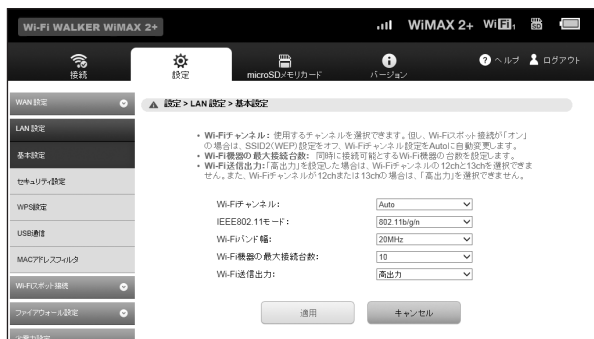 Wi-Fi WALKER WiMAX 2+
WiMAX 2+ WiFi1 SD
接続
設定
microSD/メモリカード
バージョン
? ヘルプ ログアウト
WAN 設定
設定 > LAN 設定 > 基本設定
LAN 設定
基本設定
セキュリティ設定
WPS設定
USB通信
MACアドレスフィルタ
Wi-Fiスポット接続
ファイアウォール設定
• Wi-Fiチャンネル: 使用するチャンネルを選択できます。但し、Wi-Fiスポット接続が「オン」
の場合は、SSID2(WEP)設定をオフ、Wi-Fiチャンネル設定をAutoに自動変更します。
• Wi-Fi機器の最大接続台数: 同時に接続可能とするWi-Fi機器の台数を設定します。
• Wi-Fi送信出力:「高出力」を設定した場合は、Wi-Fiチャンネルの12chと13chを選択できま
せん。また、Wi-Fiチャンネルが12chまたは13chの場合は、「高出力」を選択できません。
Wi-Fiチャンネル: Auto
IEEE802.11モード: 802.11b/g/n
Wi-Fiバンド幅: 20MHz
Wi-Fi機器の最大接続台数: 10
Wi-Fi送信出力: 高出力
適用 キャンセル